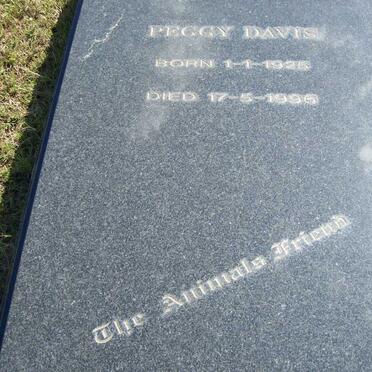 PEGGY DAVIS
BORN 1-1-1925
DIED 17-5-1996
The Animals Friend